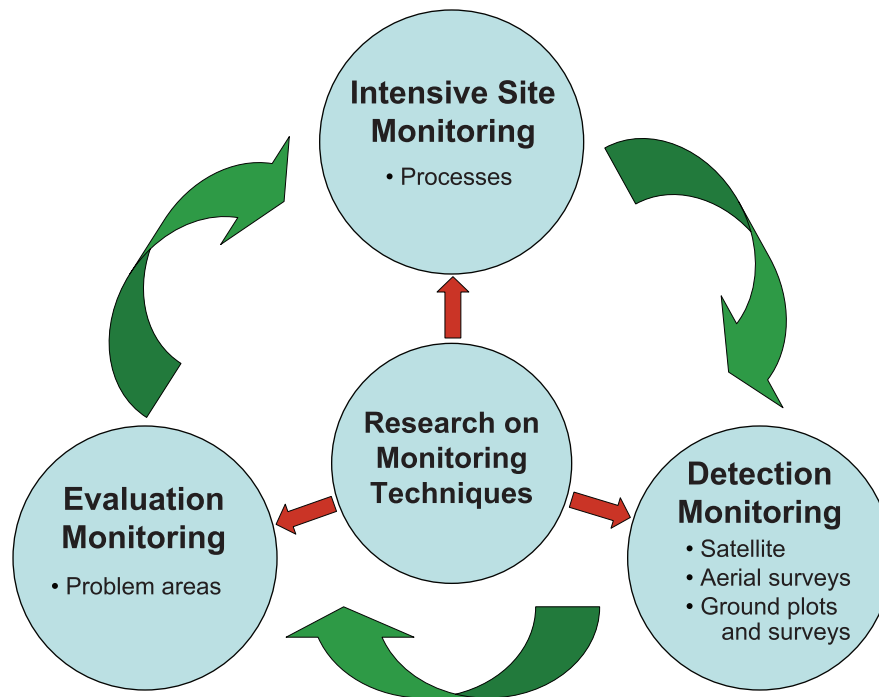 Intensive Site
Monitoring
• Processes
Research on
Monitoring
Techniques
Evaluation
Monitoring
• Problem areas
Detection
Monitoring
• Satellite
• Aerial surveys
• Ground plots
and surveys